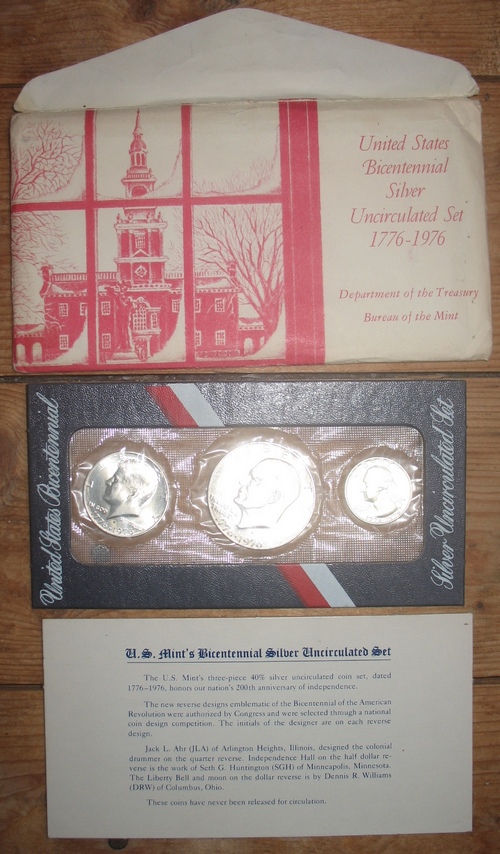 United States
Bicentennial
Silver
Uncirculated Set
1776-1976
Department of the Treasury
Bureau of the Mint
United States Bicentennial
Silver Uncirculated Set
U.S. Mint's Bicentennial Silver Uncirculated Set
The U.S. Mint's three-piece 40% silver uncirculated coin set, dated
1776-1976, honors our nation's 200th anniversary of independence.
The new reverse designs emblematic of the Bicentennial of the American
Revolution were authorized by Congress and were selected through a national
coin design competition. The initials of the designer are on each reverse
design.
Jack L. Ahr (JLA) of Arlington Heights, Illinois, designed the colonial
drummer on the quarter reverse. Independence Hall on the half dollar re-
verse is the work of Seth G. Huntington (SGH) of Minneapolis, Minnesota.
The Liberty Bell and moon on the dollar reverse is by Dennis R. Williams
(DRW) of Columbus, Ohio.
These coins have never been released for circulation.